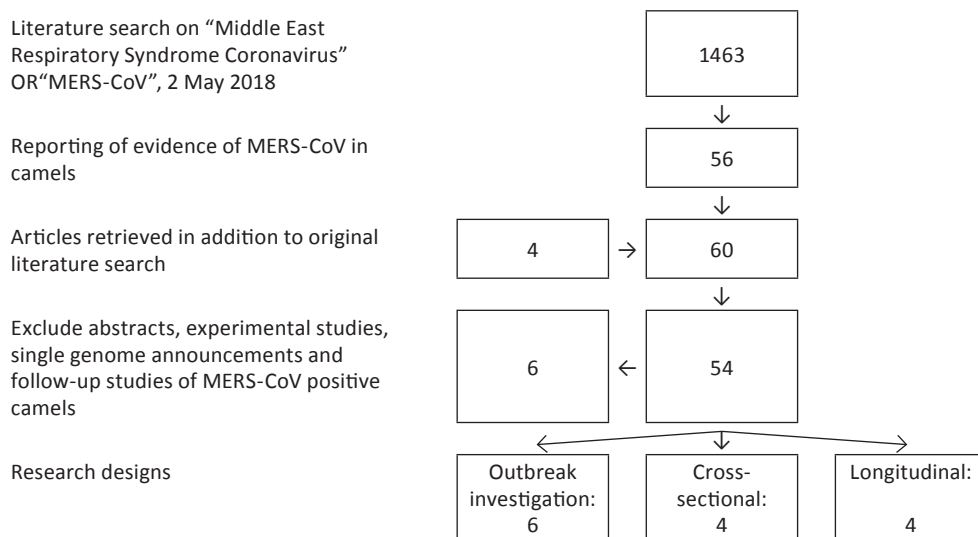 Literature search on “Middle East
Respiratory Syndrome Coronavirus”
OR“MERS-CoV”, 2 May 2018
1463
Reporting of evidence of MERS-CoV in
camels
56
Articles retrieved in addition to original
literature search
4
60
Exclude abstracts, experimental studies,
single genome announcements and
follow-up studies of MERS-CoV positive
camels
6
54
Research designs
Outbreak
investigation:
6
Cross-
sectional:
4
Longitudinal:
4